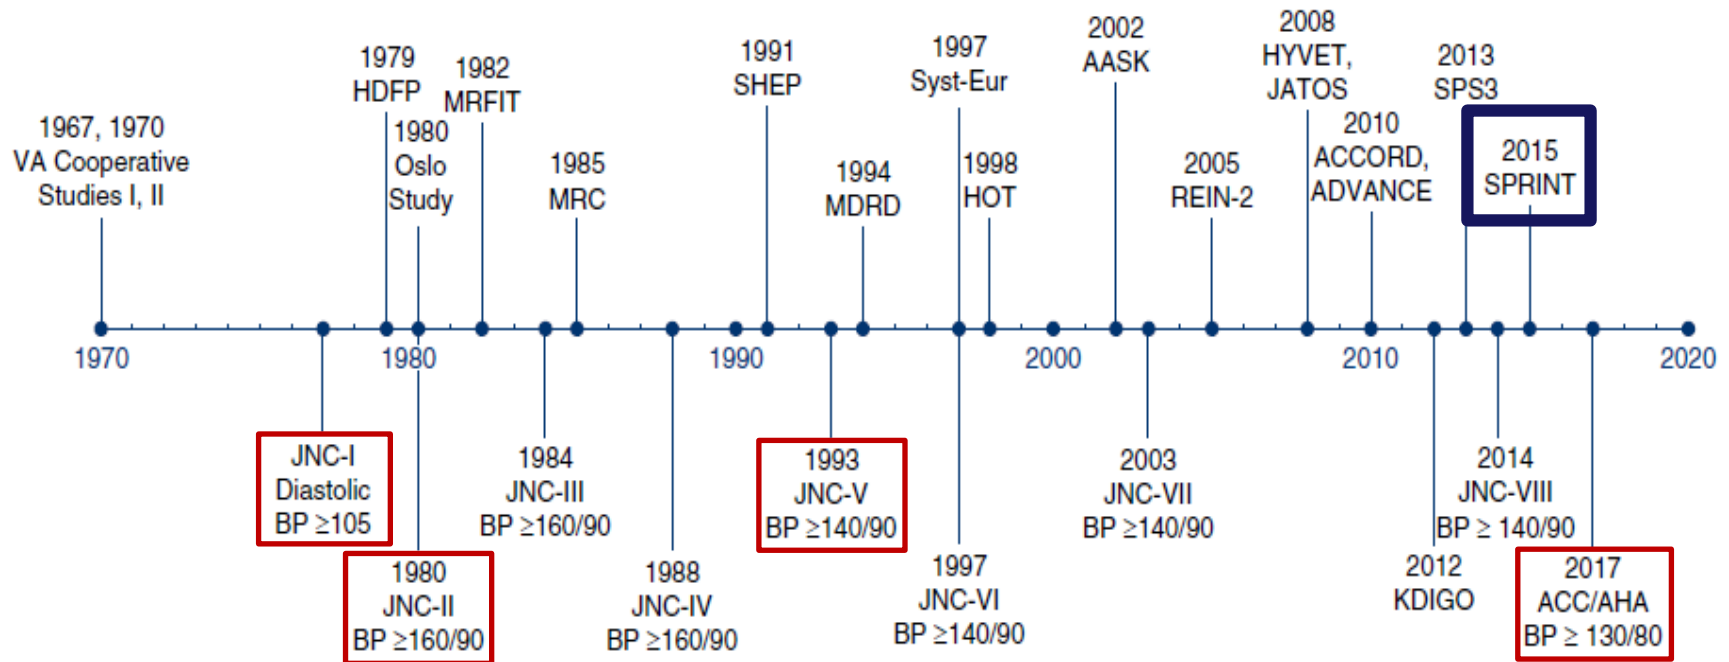 1967, 1970
VA Cooperative
Studies I, II
1979
HDFP
1980
Oslo
Study
1982
MRFIT
1985
MRC
1991
SHEP
1994
MDRD
1997
Syst-Eur
1998
HOT
2002
AASK
2005
REIN-2
2008
HYVET,
JATOS
2010
ACCORD,
ADVANCE
2013
SPS3
2015
SPRINT
1970
1980
1990
2000
2010
2020
JNC-I
Diastolic
BP ≥105
1980
JNC-II
BP ≥160/90
1984
JNC-III
BP ≥160/90
1988
JNC-IV
BP ≥160/90
1993
JNC-V
BP ≥140/90
1997
JNC-VI
BP ≥140/90
2003
JNC-VII
BP ≥140/90
2012
KDIGO
2014
JNC-VIII
BP ≥ 140/90
2017
ACC/AHA
BP ≥ 130/80